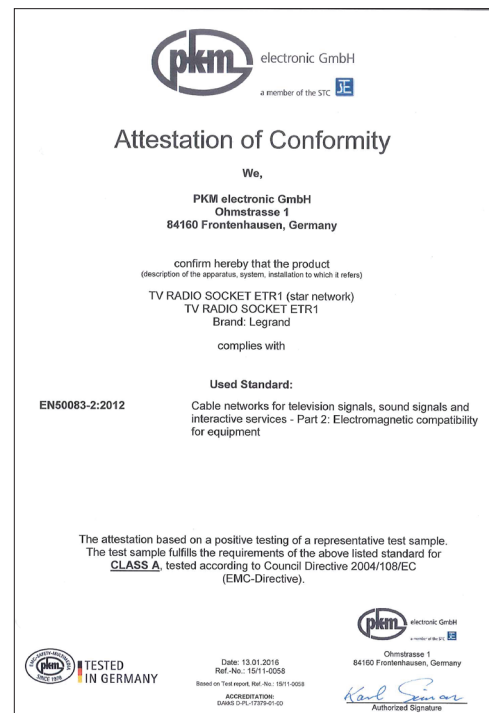 pkm electronic GmbH
a member of the STC
Attestation of Conformity
We,
PKM electronic GmbH
Ohmstrasse 1
84160 Frontenhausen, Germany
confirm hereby that the product
(description of the apparatus, system, installation to which it refers)
TV RADIO SOCKET ETR1 (star network)
TV RADIO SOCKET ETR1
Brand: Legrand
complies with
Used Standard:
EN50083-2:2012
Cable networks for television signals, sound signals and
interactive services - Part 2: Electromagnetic compatibility
for equipment
The attestation based on a positive testing of a representative test sample.
The test sample fulfills the requirements of the above listed standard for
CLASS A, tested according to Council Directive 2004/108/EC
(EMC-Directive).
EMC-SAFETY-MULTIMEDIA
pkm
SINCE 1978
TESTED
IN GERMANY
Date: 13.01.2016
Ref.-No.: 15/11-0058
Based on Test report. Ref.-No.: 15/11-0058
ACCREDITATION:
DAkkS D-PL-17379-01-00
pkm electronic GmbH
a member of the STC
Ohmstrasse 1
84160 Frontenhausen, Germany
Authorized Signature